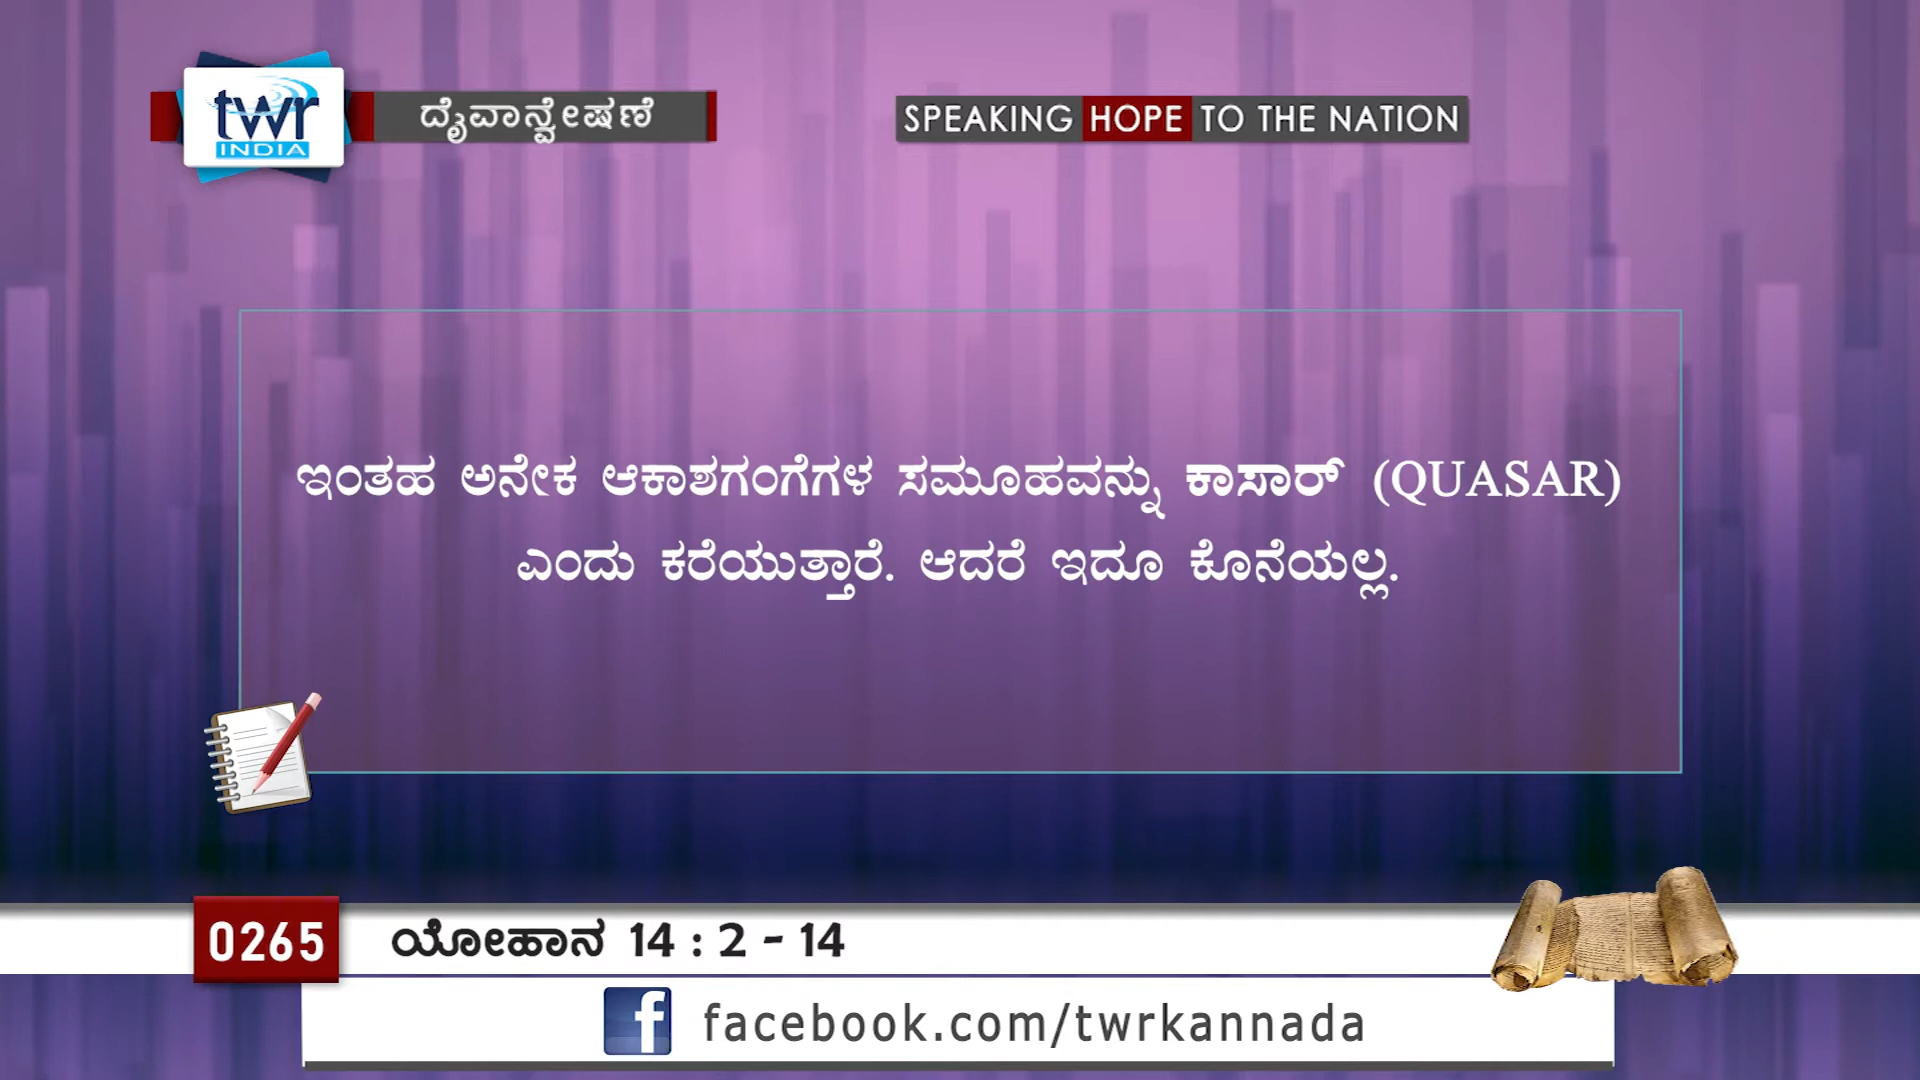 twr
INDIA
ದೈವಾನ್ವೇಷಣೆ
SPEAKING HOPE TO THE NATION
ಇಂತಹ ಅನೇಕ ಆಕಾಶಗಂಗೆಗಳ ಸಮೂಹವನ್ನು ಕಾಸಾರ್ (QUASAR)
ಎಂದು ಕರೆಯುತ್ತಾರೆ. ಆದರೆ ಇದೂ ಕೊನೆಯಲ್ಲ.
0265 ಯೋಹಾನ 14 : 2 - 14
facebook.com/twrkannada